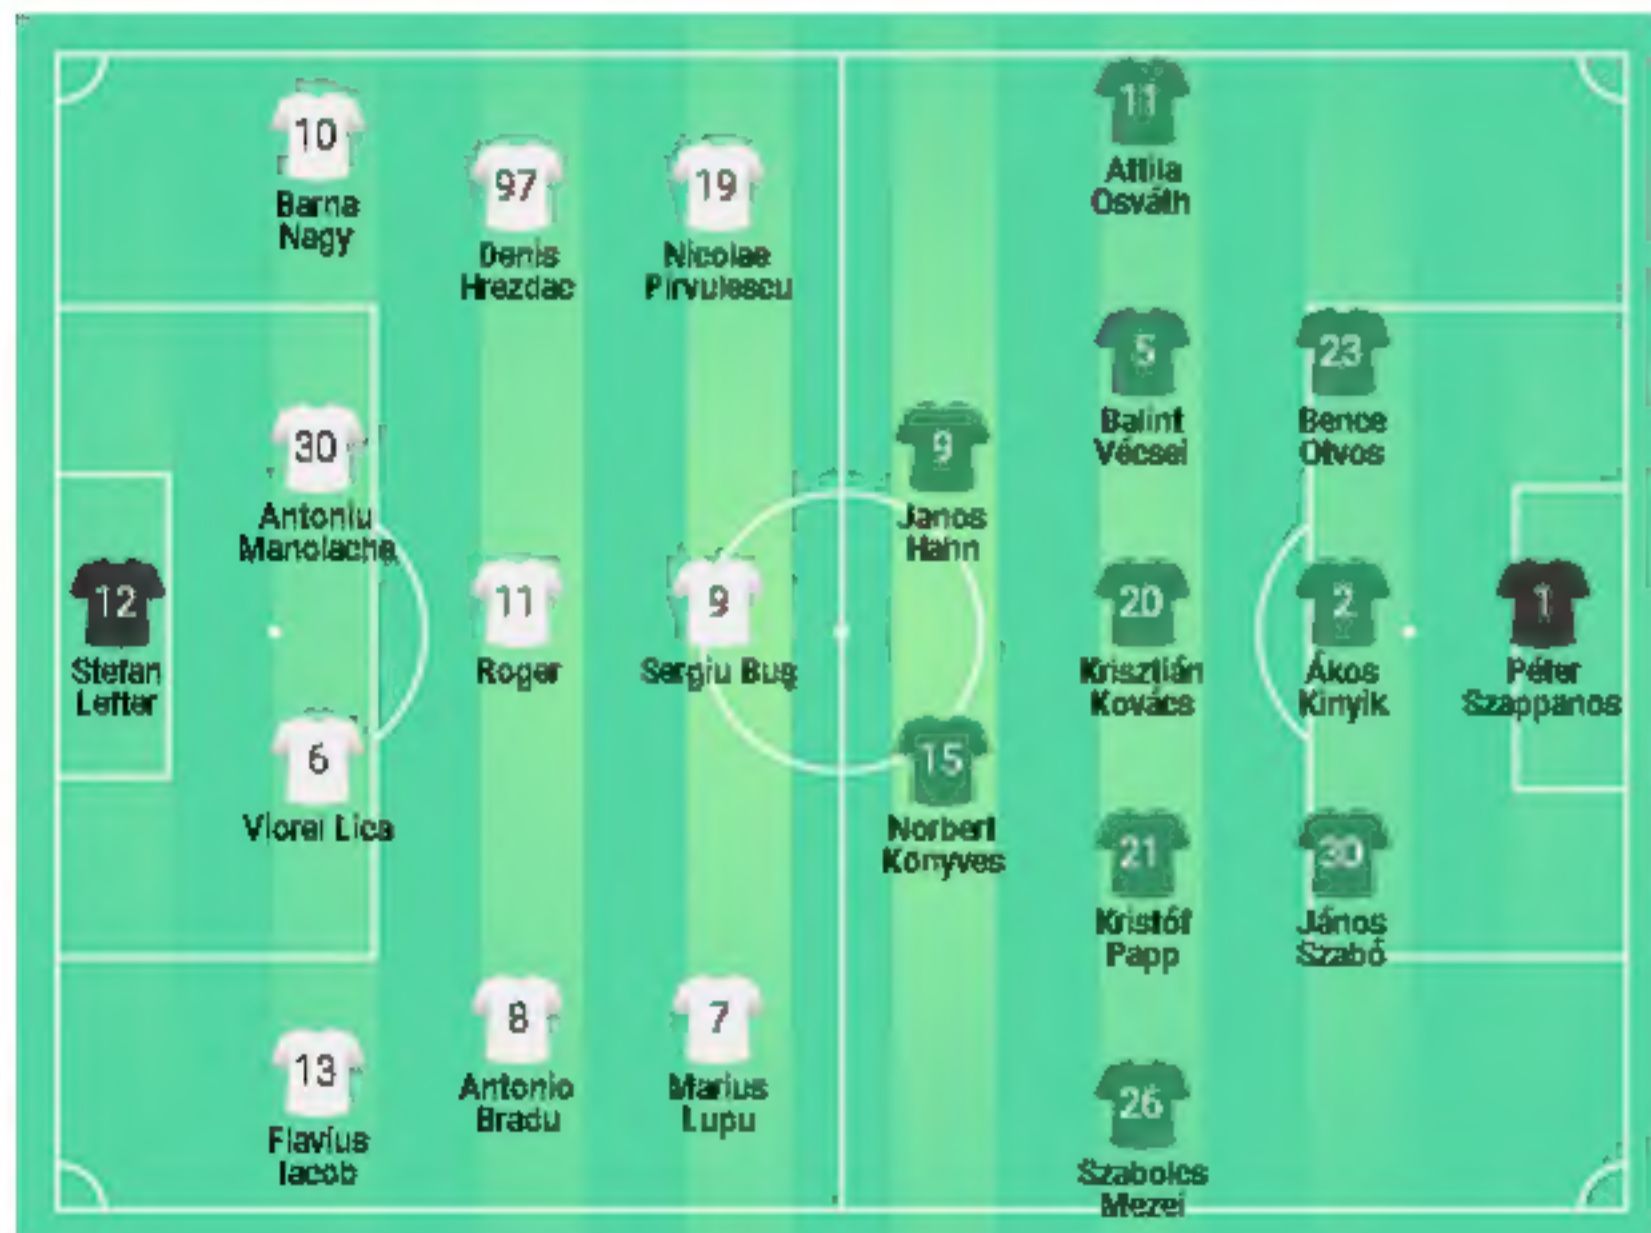 10
Barna
Nagy
97
Denis
Hrezdac
19
Nicolae
Pirvulescu
30
Antoniu
Manolache
12
Stefan
Lefter
11
Roger
9
Sergiu Buș
6
Viorel Lica
13
Flavius
Iacob
8
Antonio
Bradu
7
Marius
Lupu
11
Attila
Osváth
9
Janos
Hahn
5
Balint
Vécsei
23
Bence
Otvos
20
Krisztián
Kovács
2
Ákos
Kinyik
1
Péter
Szappanos
15
Norbert
Könyves
21
Kristóf
Papp
30
János
Szabó
26
Szabolcs
Mezei